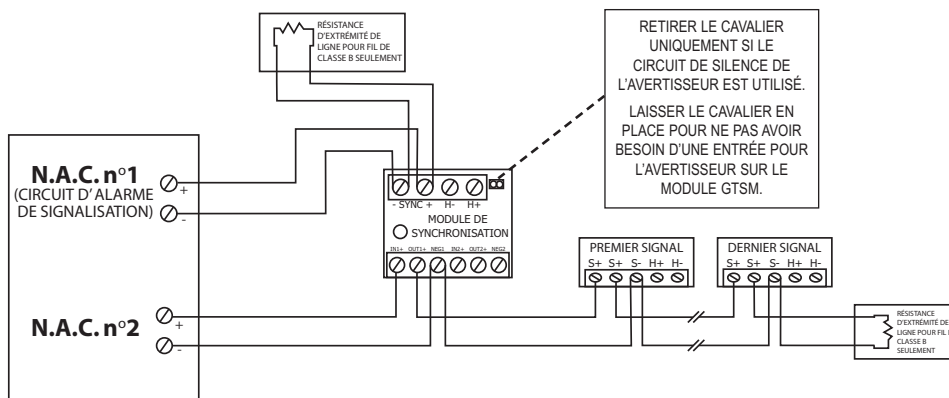 RÉSISTANCE
D'EXTRÉMITÉ DE
LIGNE POUR FIL DE
CLASSE B SEULEMENT
RETIRER LE CAVALIER
UNIQUEMENT SI LE
CIRCUIT DE SILENCE DE
L'AVERTISSEUR EST UTILISÉ.
LAISSER LE CAVALIER EN
PLACE POUR NE PAS AVOIR
BESOIN D'UNE ENTRÉE POUR
L'AVERTISSEUR SUR LE
MODULE GTSM.
N.A.C. n°1
(CIRCUIT D' ALARME
DE SIGNALISATION)
+
-
- SYNC + H- H+
MODULE DE
SYNCHRONISATION
IN1+ OUT1+ NEG1 IN2+ OUT2+ NEG2
PREMIER SIGNAL
S+ S+ S- H+ H-
DERNIER SIGNAL
S+ S+ S- H+ H-
N.A.C. n°2
+
-
RÉSISTANCE
D'EXTRÉMITÉ DE
LIGNE POUR FIL DE
CLASSE B
SEULEMENT